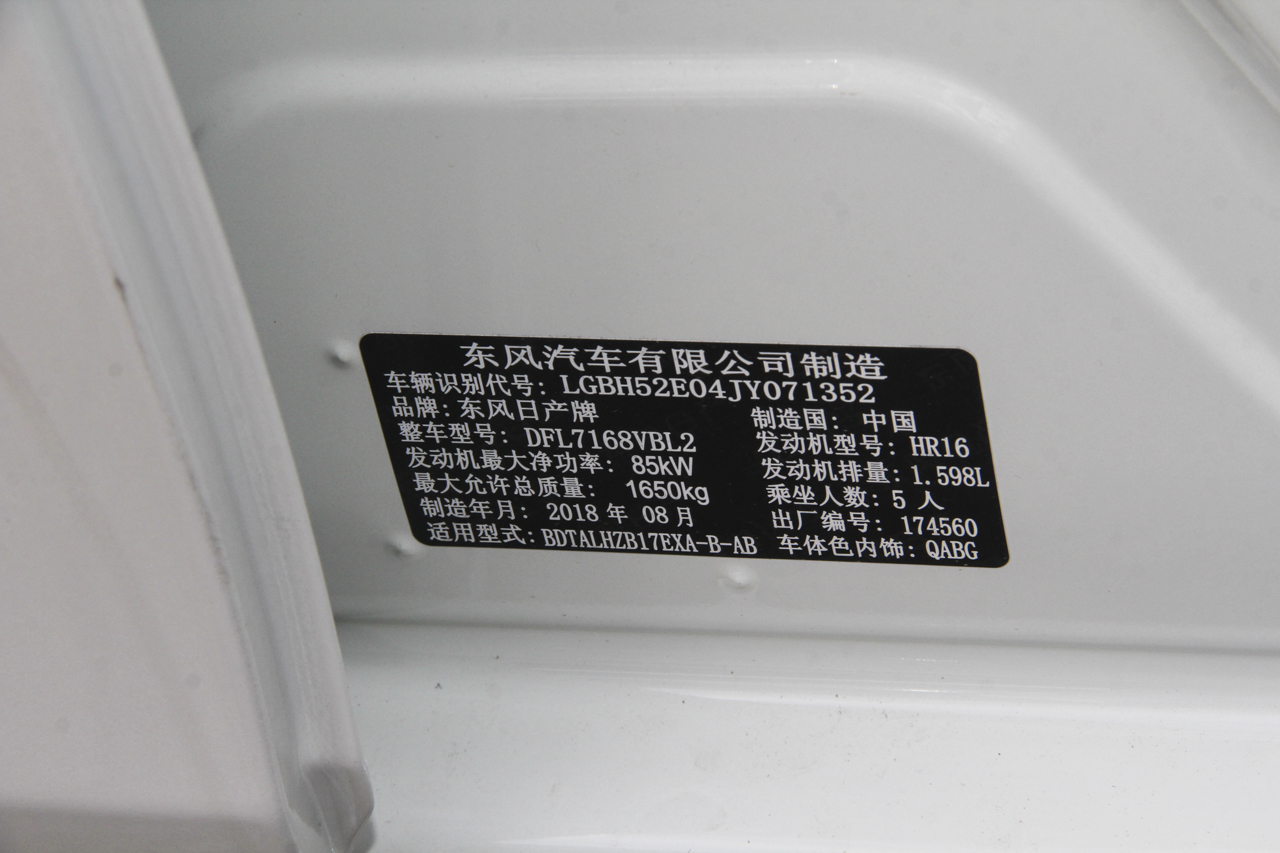 东风汽车有限公司制造
车辆识别代号: LGBH52E04JY071352
品牌: 东风日产牌 制造国: 中国
整车型号: DFL7168VBL2 发动机型号: HR16
发动机最大净功率: 85kW 发动机排量: 1.598L
最大允许总质量: 1650kg 乘坐人数: 5 人
制造年月: 2018 年 08 月 出厂编号: 174560
适用型式: BDTALHZB17EXA-B-AB 车体色内饰: QABG